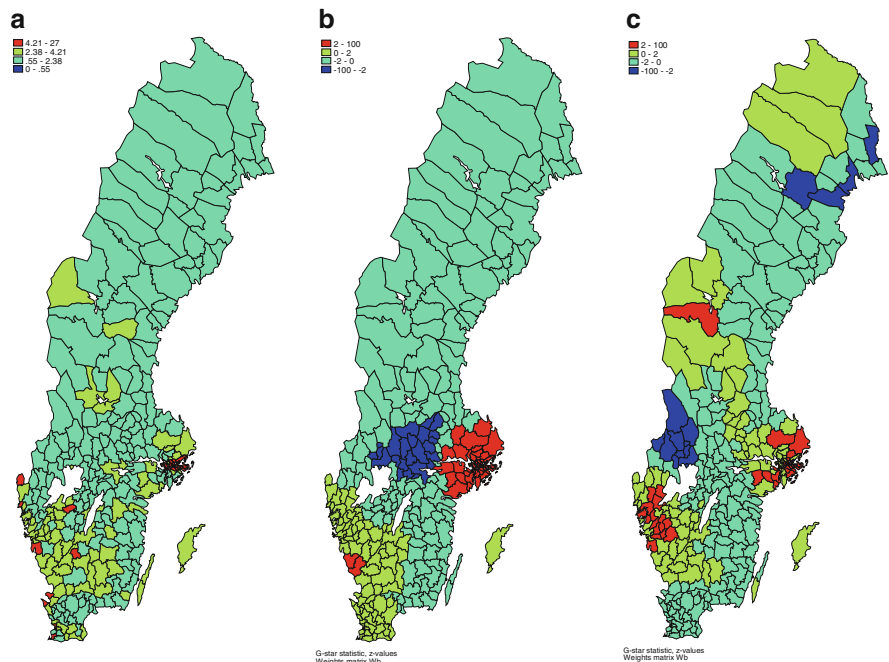 a
4.21 - 27
2.38 - 4.21
.55 - 2.38
0 - .55
b
2 - 100
0 - 2
-2 - 0
-100 - -2
G-star statistic, z-values
Weights matrix Wb
c
2 - 100
0 - 2
-2 - 0
-100 - -2
G-star statistic, z-values
Weights matrix Wb